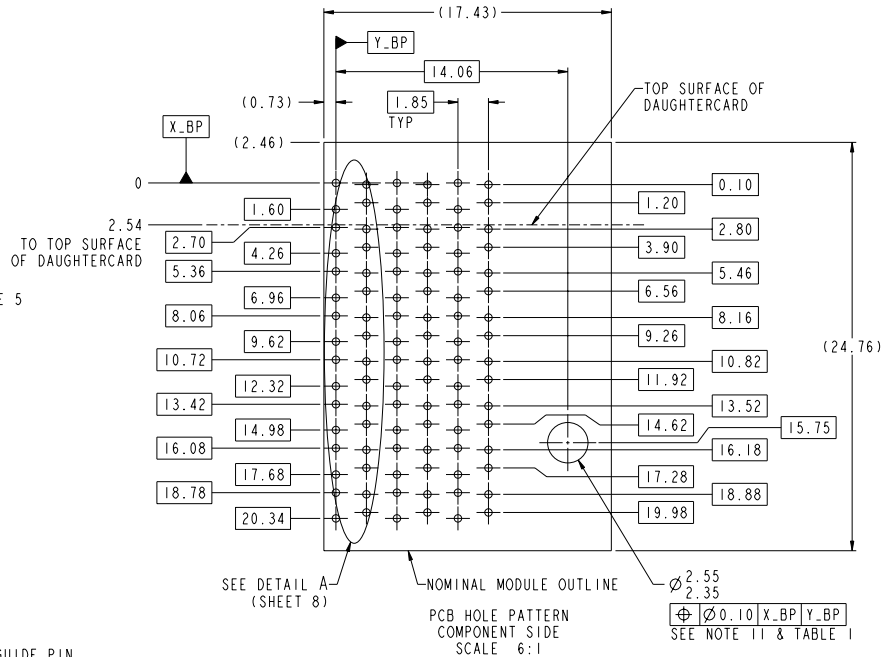 (17.43)
Y_BP
14.06
TOP SURFACE OF
DAUGHTERCARD
(0.73)
1.85
TYP
X_BP
(2.46)
0
0.10
1.60
1.20
2.54
TO TOP SURFACE
OF DAUGHTERCARD
2.70
2.80
4.26
3.90
5.36
5.46
E 5
6.96
6.56
8.06
8.16
9.62
9.26
(24.76)
10.72
10.82
12.32
11.92
13.42
13.52
14.98
14.62
15.75
16.08
16.18
17.68
17.28
18.78
18.88
20.34
19.98
SEE DETAIL A
(SHEET 8)
NOMINAL MODULE OUTLINE
⌀ 2.55
2.35
PCB HOLE PATTERN
COMPONENT SIDE
SCALE 6:1
⌖ ⌀0.10 X_BP Y_BP
SEE NOTE 11 & TABLE 1
GUIDE PIN